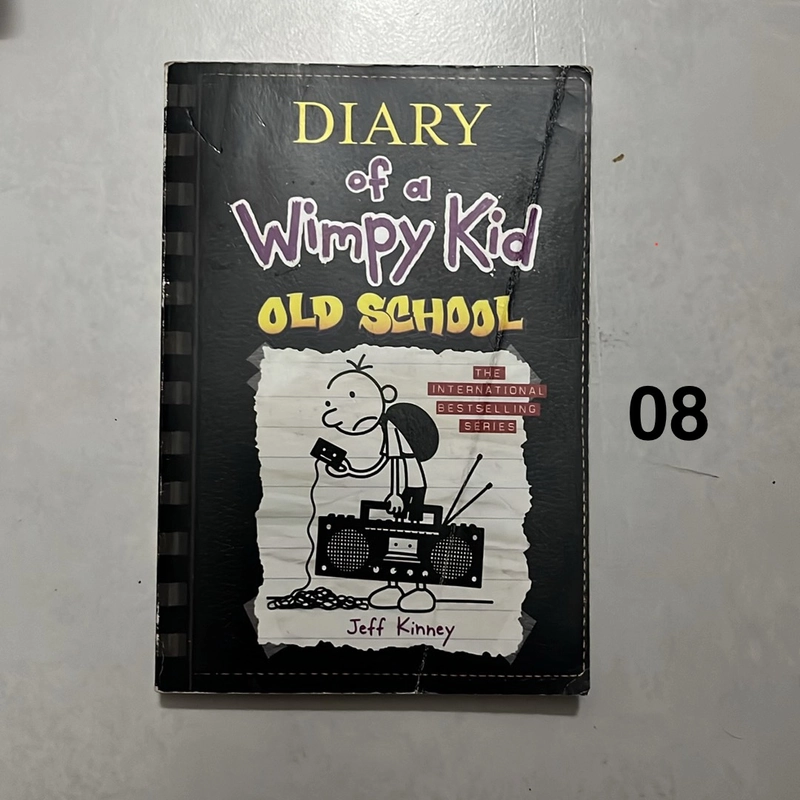 DIARY
of a
Wimpy Kid
OLD SCHOOL
THE
INTERNATIONAL
BESTSELLING
SERIES
08
Jeff Kinney